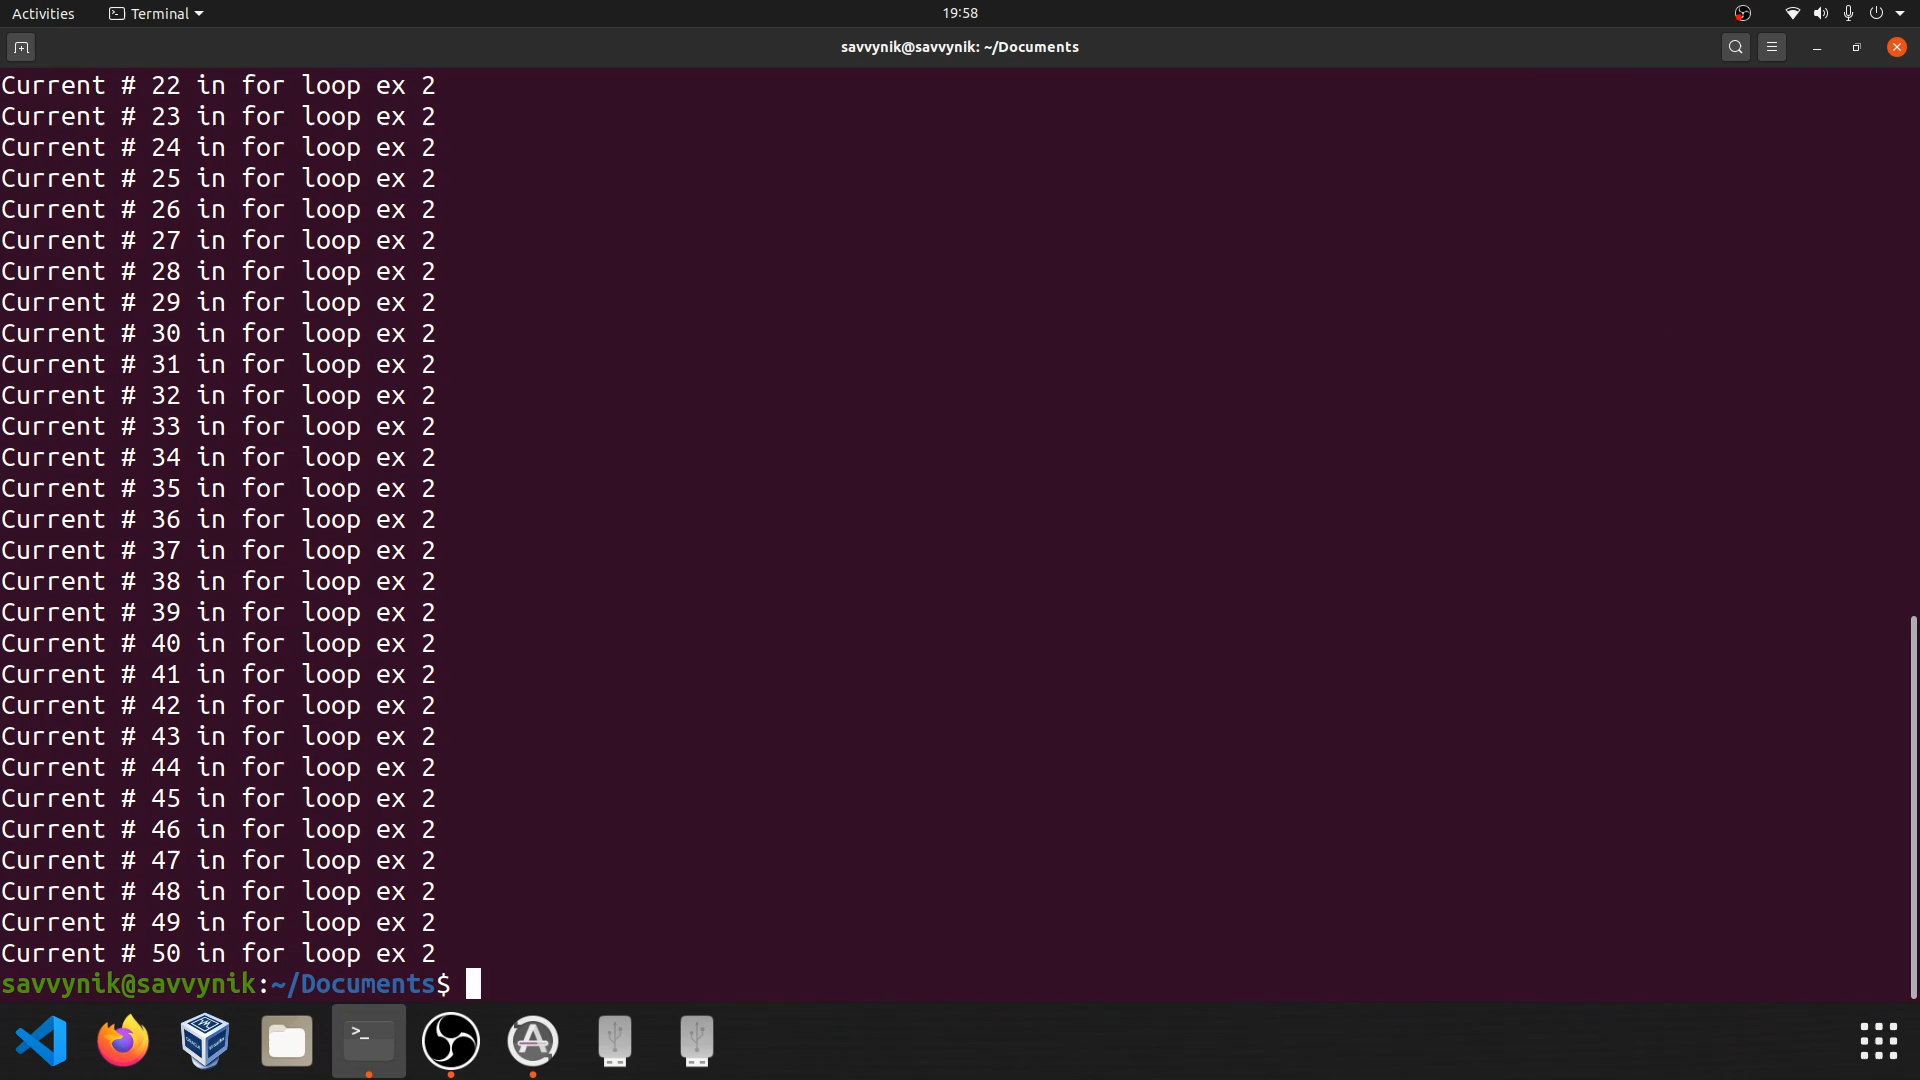 Activities
Terminal
19:58
savvynik@savvynik: ~/Documents
Current # 22 in for loop ex 2
Current # 23 in for loop ex 2
Current # 24 in for loop ex 2
Current # 25 in for loop ex 2
Current # 26 in for loop ex 2
Current # 27 in for loop ex 2
Current # 28 in for loop ex 2
Current # 29 in for loop ex 2
Current # 30 in for loop ex 2
Current # 31 in for loop ex 2
Current # 32 in for loop ex 2
Current # 33 in for loop ex 2
Current # 34 in for loop ex 2
Current # 35 in for loop ex 2
Current # 36 in for loop ex 2
Current # 37 in for loop ex 2
Current # 38 in for loop ex 2
Current # 39 in for loop ex 2
Current # 40 in for loop ex 2
Current # 41 in for loop ex 2
Current # 42 in for loop ex 2
Current # 43 in for loop ex 2
Current # 44 in for loop ex 2
Current # 45 in for loop ex 2
Current # 46 in for loop ex 2
Current # 47 in for loop ex 2
Current # 48 in for loop ex 2
Current # 49 in for loop ex 2
Current # 50 in for loop ex 2
savvynik@savvynik:~/Documents$